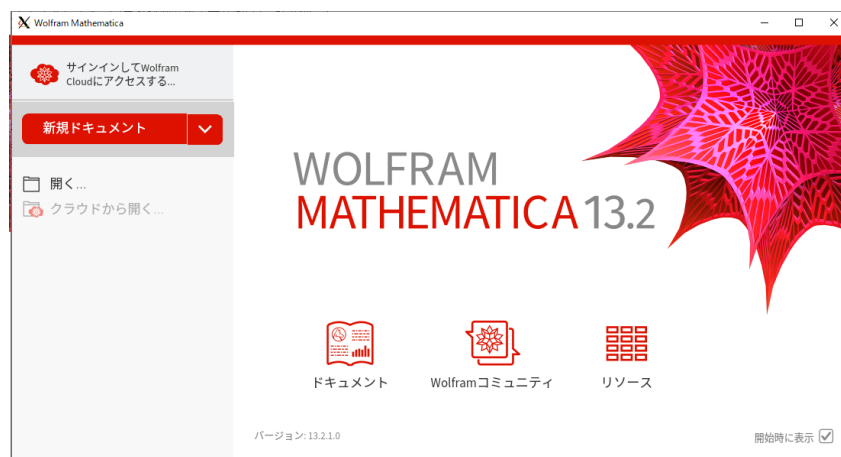 Wolfram Mathematica
サインインしてWolfram
Cloudにアクセスする...
新規ドキュメント
開く...
クラウドから開く...
WOLFRAM
MATHEMATICA 13.2
ドキュメント
Wolframコミュニティ
リソース
バージョン: 13.2.1.0
開始時に表示